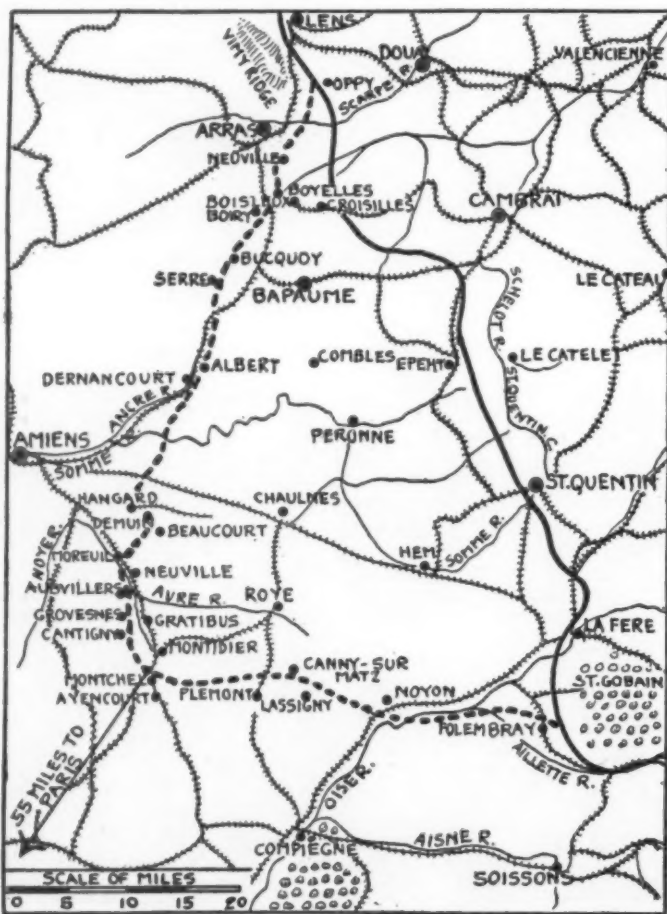 LENS
DOUAI
VALENCIENNE
VIMY RIDGE
OPPY
SCARPE R.
ARRAS
NEUVILLE
BOYELLES
BOISLEUX
CROISILLES
BOIRY
CAMBRAI
BUCQUOY
SERRE
BAPAUME
LE CATEAU
SCHELDT R.
COMBLES
EPEHY
LE CATELET
ALBERT
DERNANCOURT
ANCRE R.
ST. QUENTIN C.
AMIENS
SOMME R.
PERONNE
HANGARD
CHAULNES
ST. QUENTIN
DEMUIN
BEAUCOURT
NOYE R.
MOREUIL
HEM
SOMME R.
NEUVILLE
AUBVILLERS
AVRE R.
ROYE
GROVESNES
GRATIBUS
CANTIGNY
LA FERE
MONTIDIER
CANNY-SUR
MATZ
ST. GOBAIN
MONTCHEL
AYENCOURT
PLEMONT
LASSIGNY
NOYON
FOLEMBRAY
AILLETTE R.
OISE R.
55 MILES TO
PARIS
COMPIEGNE
AISNE R.
SOISSONS
SCALE OF MILES
0 5 10 15 20